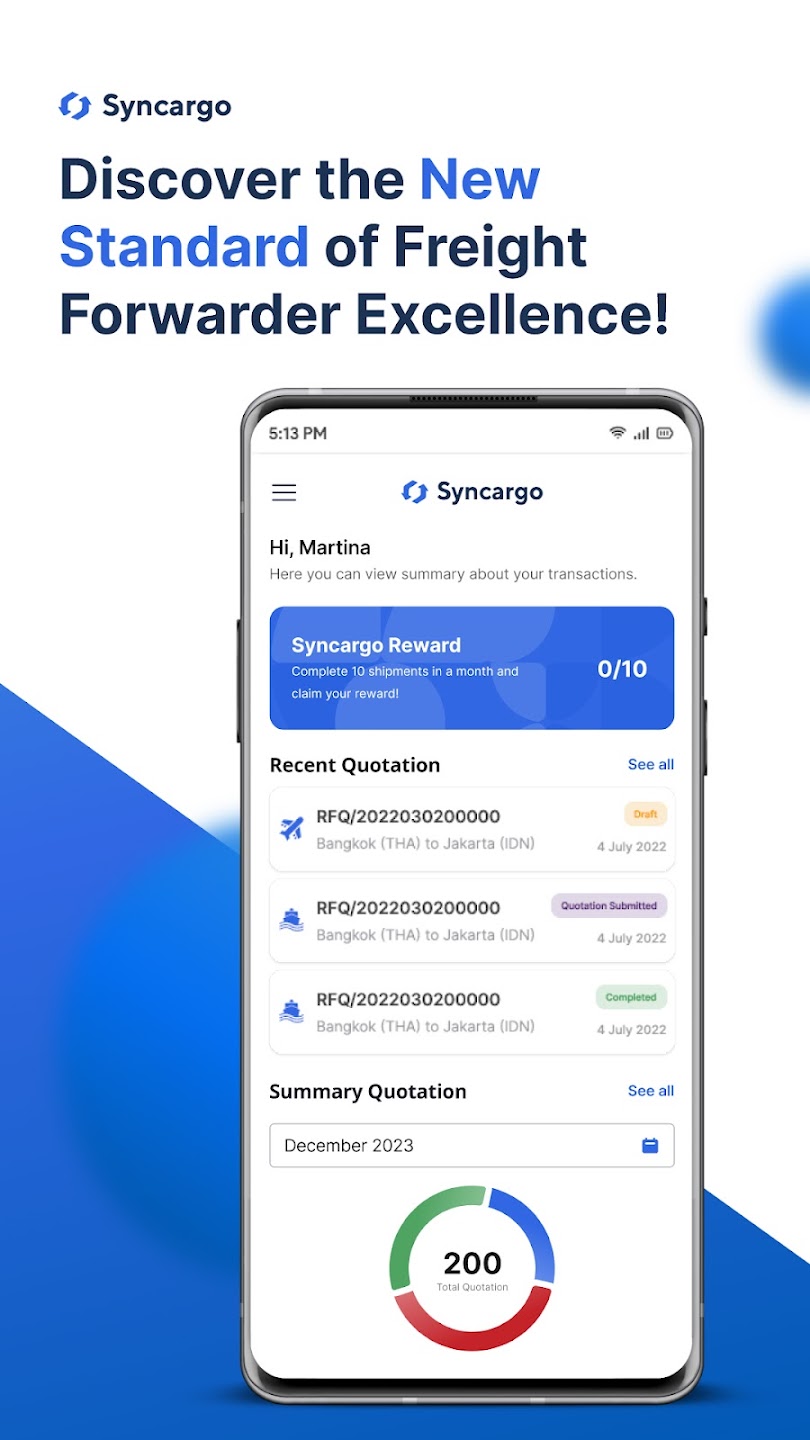 Syncargo
Discover the New
Standard of Freight
Forwarder Excellence!
5:13 PM
Syncargo
Hi, Martina
Here you can view summary about your transactions.
Syncargo Reward
Complete 10 shipments in a month and
claim your reward!
0/10
Recent Quotation
See all
RFQ/2022030200000
Draft
Bangkok (THA) to Jakarta (IDN)
4 July 2022
RFQ/2022030200000
Quotation Submitted
Bangkok (THA) to Jakarta (IDN)
4 July 2022
RFQ/2022030200000
Completed
Bangkok (THA) to Jakarta (IDN)
4 July 2022
Summary Quotation
See all
December 2023
200
Total Quotation